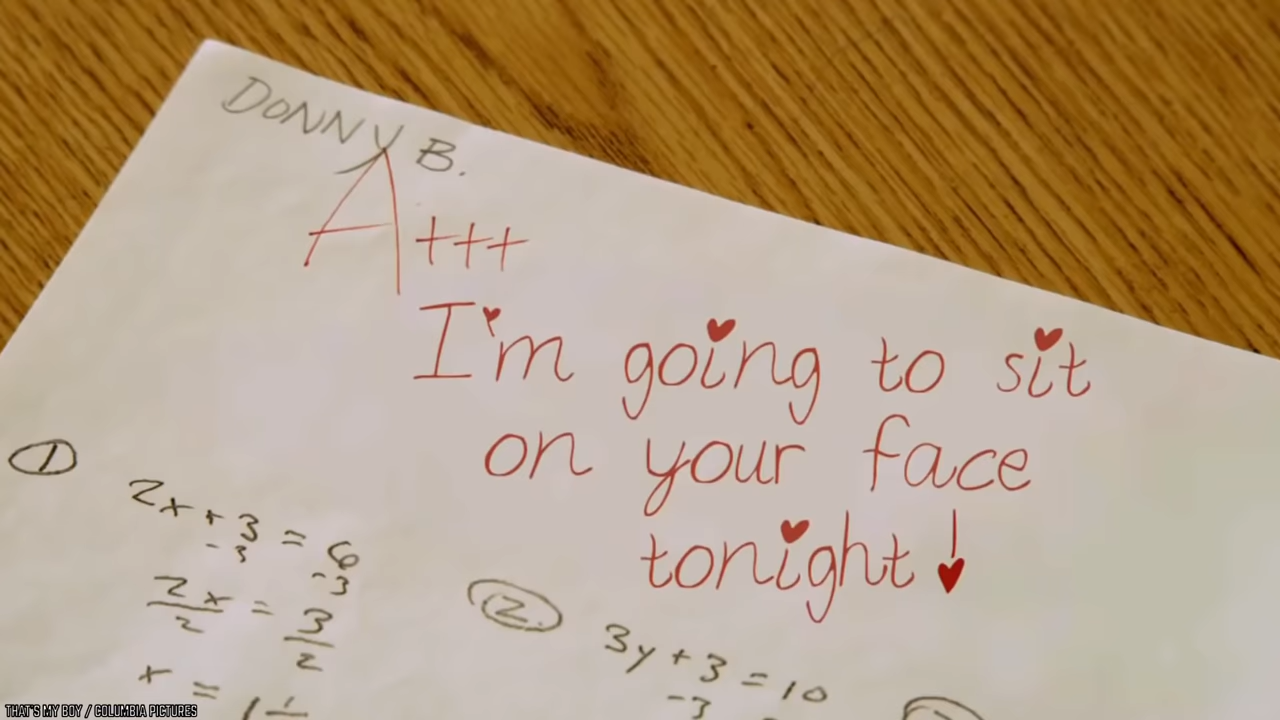 DONNY B.
A+++
I'm going to sit
on your face
tonight!
1
2x + 3 = 6
-3 -3
2x/2 = 3/2
x = 1
2
3y + 3 = 10
-3
THAT'S MY BOY / COLUMBIA PICTURES